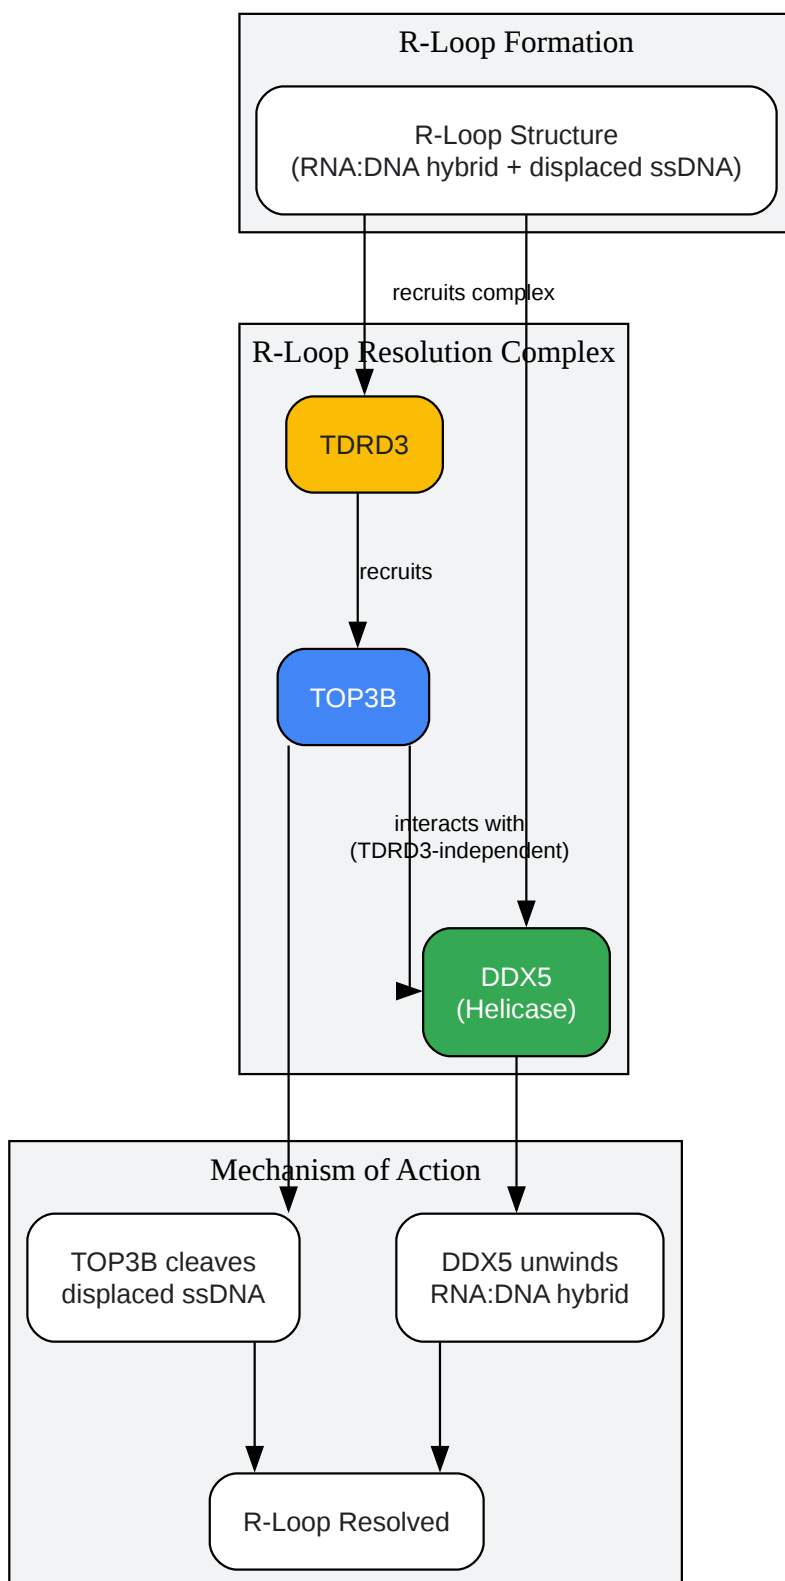 R-Loop Formation
R-Loop Structure
(RNA:DNA hybrid + displaced ssDNA)
recruits complex
R-Loop Resolution Complex
TDRD3
recruits
TOP3B
interacts with
(TDRD3-independent)
DDX5
(Helicase)
Mechanism of Action
TOP3B cleaves
displaced ssDNA
DDX5 unwinds
RNA:DNA hybrid
R-Loop Resolved